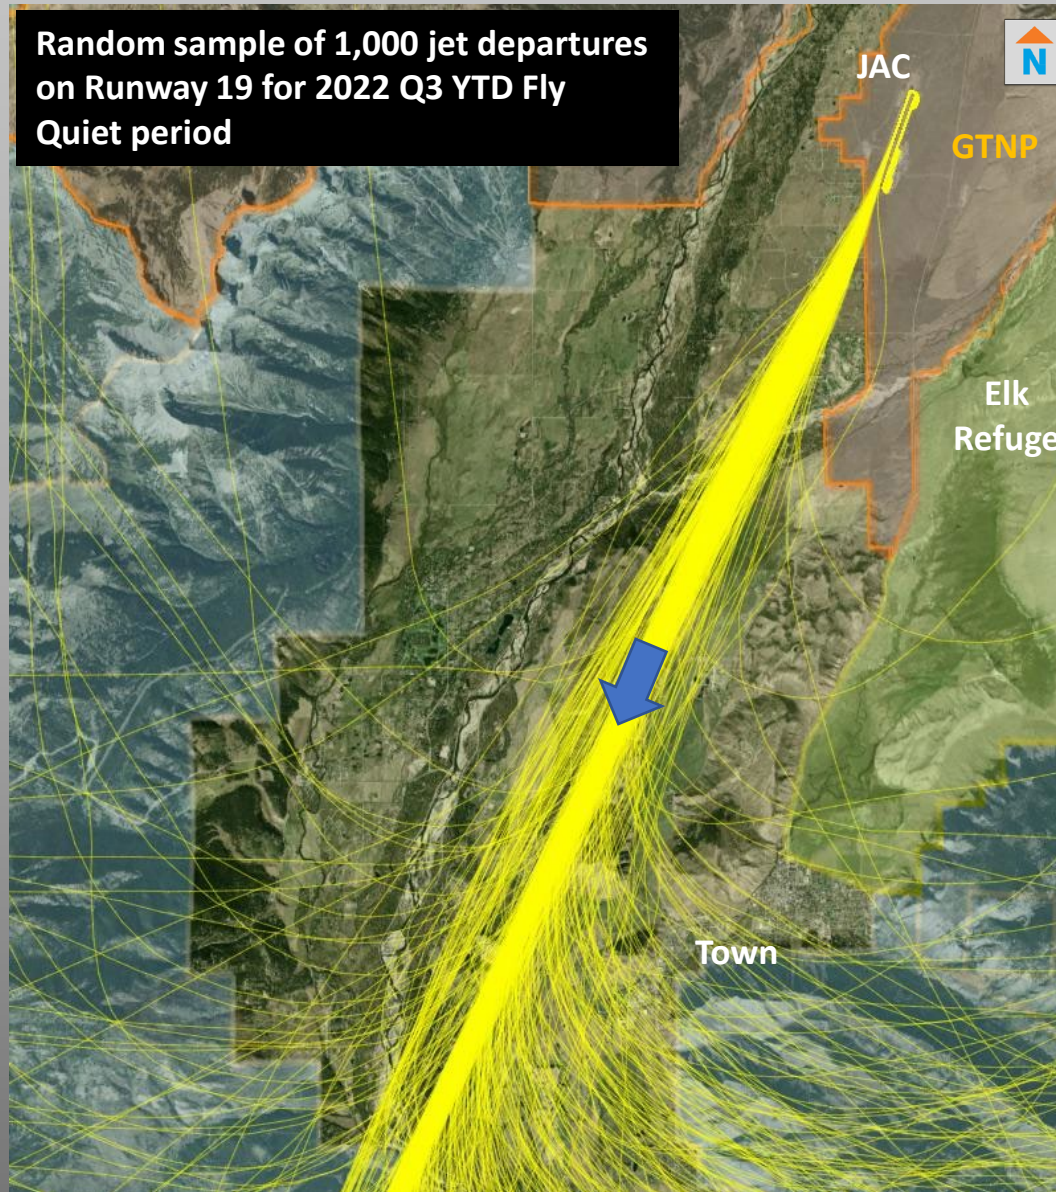 Random sample of 1,000 jet departures
on Runway 19 for 2022 Q3 YTD Fly
Quiet period
JAC
N
GTNP
Elk
Refuge
Town